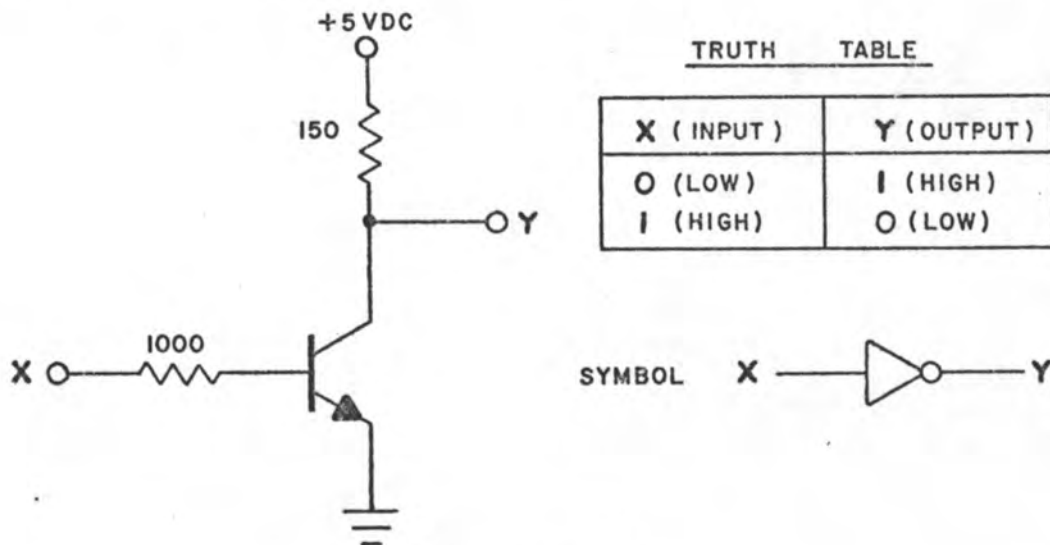 +5 VDC
150
Y
1000
X
TRUTH TABLE
X (INPUT) Y (OUTPUT)
0 (LOW) 1 (HIGH)
1 (HIGH) 0 (LOW)
SYMBOL X Y